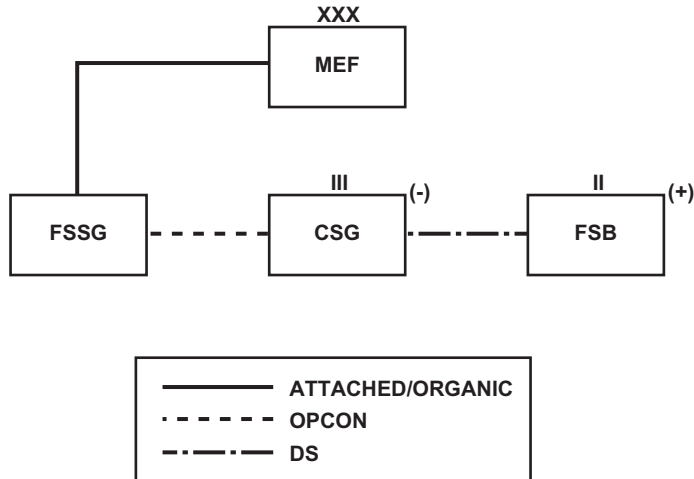 XXX
MEF
III (-) II (+)
FSSG CSG FSB
ATTACHED/ORGANIC
OPCON
DS